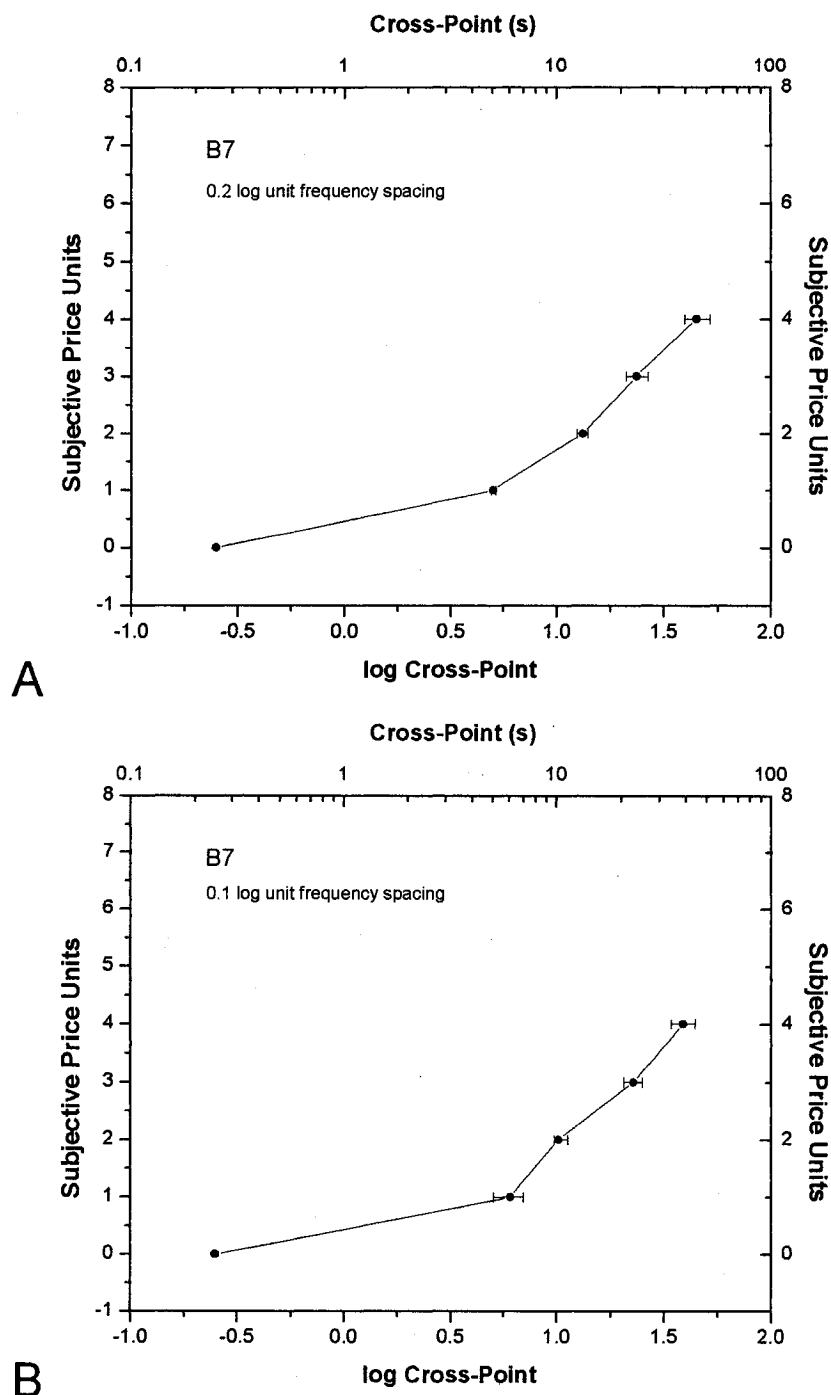 Cross-Point (s)
0.1 1 10 100
8 8
7
6 6
5
4 4
3
2 2
1
0 0
-1
B7
0.2 log unit frequency spacing
Subjective Price Units
Subjective Price Units
-1.0 -0.5 0.0 0.5 1.0 1.5 2.0
log Cross-Point
A
Cross-Point (s)
0.1 1 10 100
8 8
7
6 6
5
4 4
3
2 2
1
0 0
-1
B7
0.1 log unit frequency spacing
Subjective Price Units
Subjective Price Units
-1.0 -0.5 0.0 0.5 1.0 1.5 2.0
log Cross-Point
B